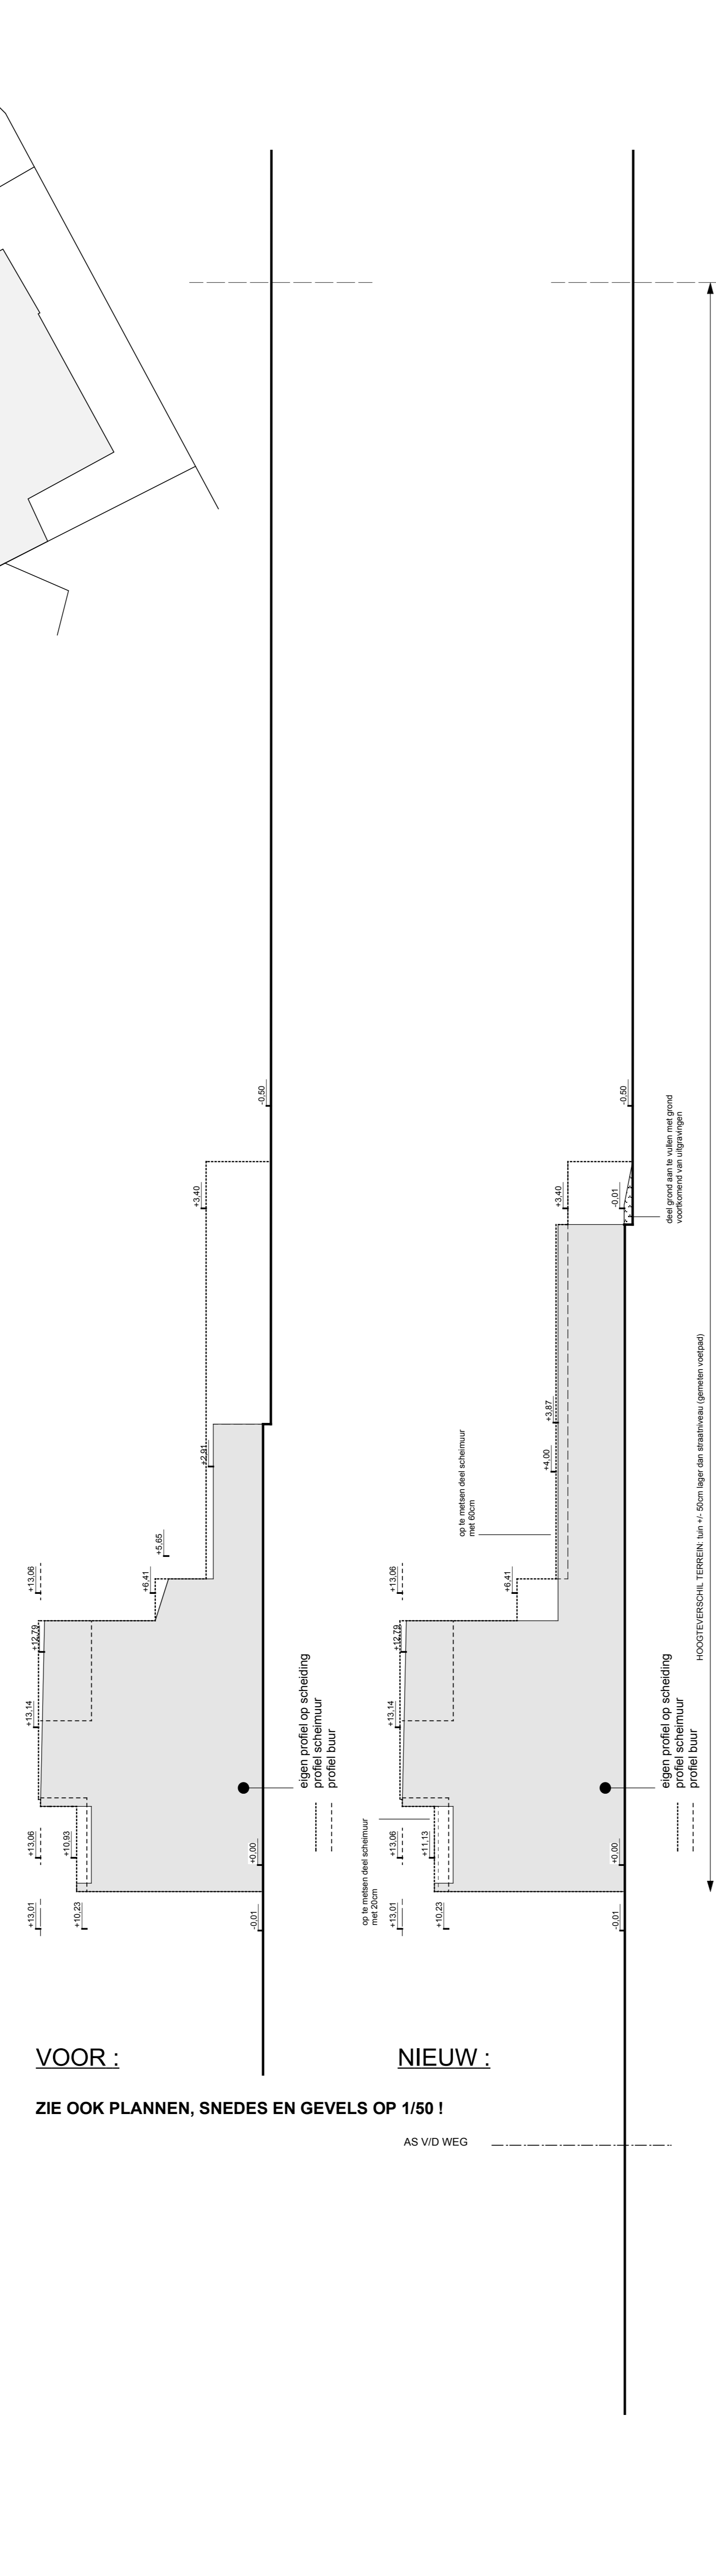 -0,50
+3,40
+2,91
+5,65
+6,41
+13,06
+12,79
+13,14
+13,06
+10,93
+0,00
+13,01
+10,23
-0,01
eigen profiel op scheiding
profiel scheimuur
profiel buur
VOOR :
-0,50
deel grond aan te vullen met grond
voortkomend van uitgravingen
+3,40
-0,01
+3,87
+4,00
op te metsen deel scheimuur
met 60cm
HOOGTEVERSCHIL TERREIN: tuin +/- 50cm lager dan straatniveau (gemeten voetpad)
+13,06
+6,41
+12,79
+13,14
eigen profiel op scheiding
profiel scheimuur
profiel buur
op te metsen deel scheimuur
met 20cm
+13,06
+11,13
+0,00
+13,01
+10,23
-0,01
NIEUW :
ZIE OOK PLANNEN, SNEDES EN GEVELS OP 1/50 !
AS V/D WEG